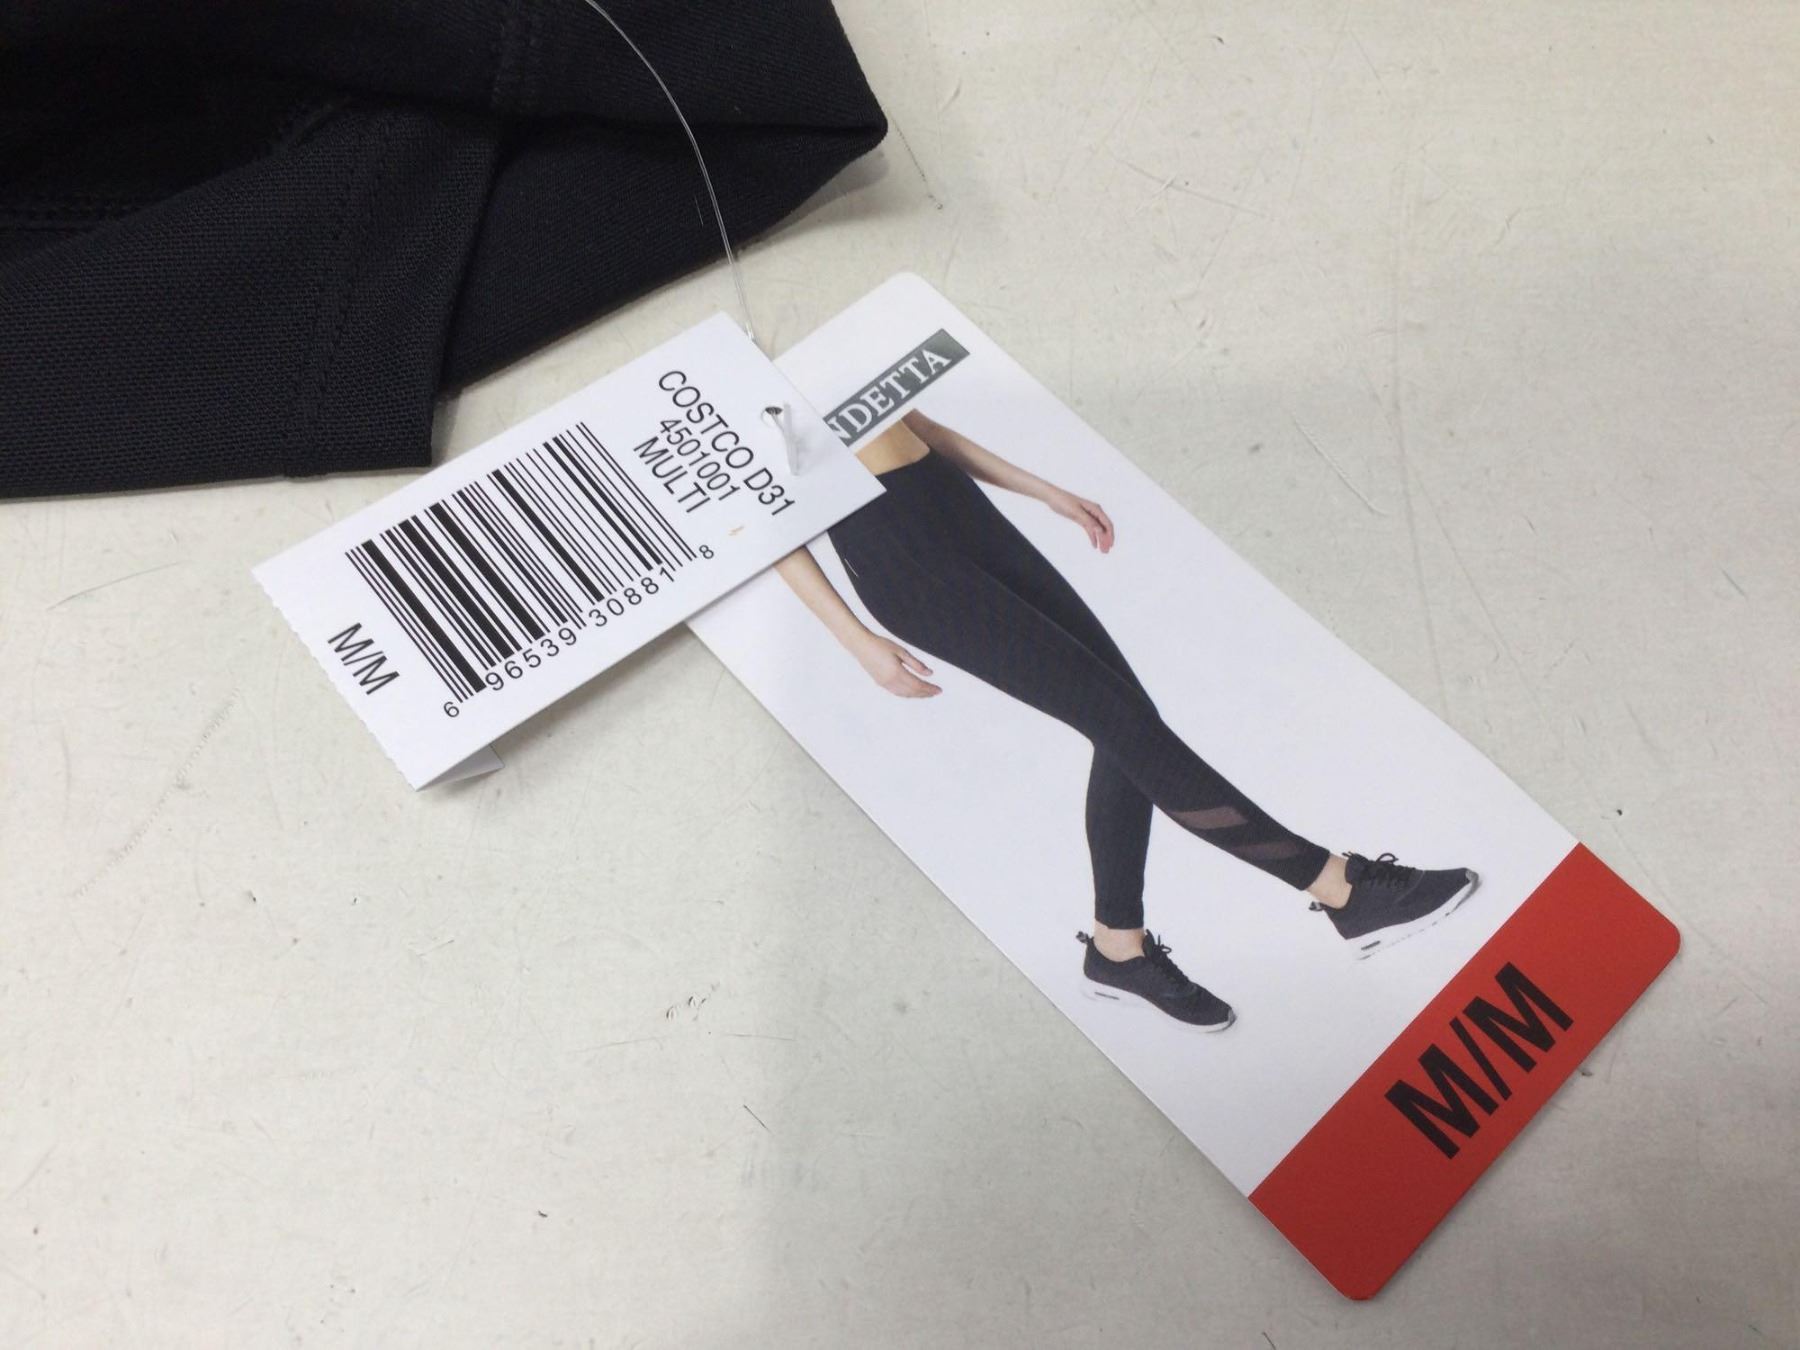 COSTCO D31
4501001
MULTI
6 96539 30881 8
M/M
NDETTA
M/M